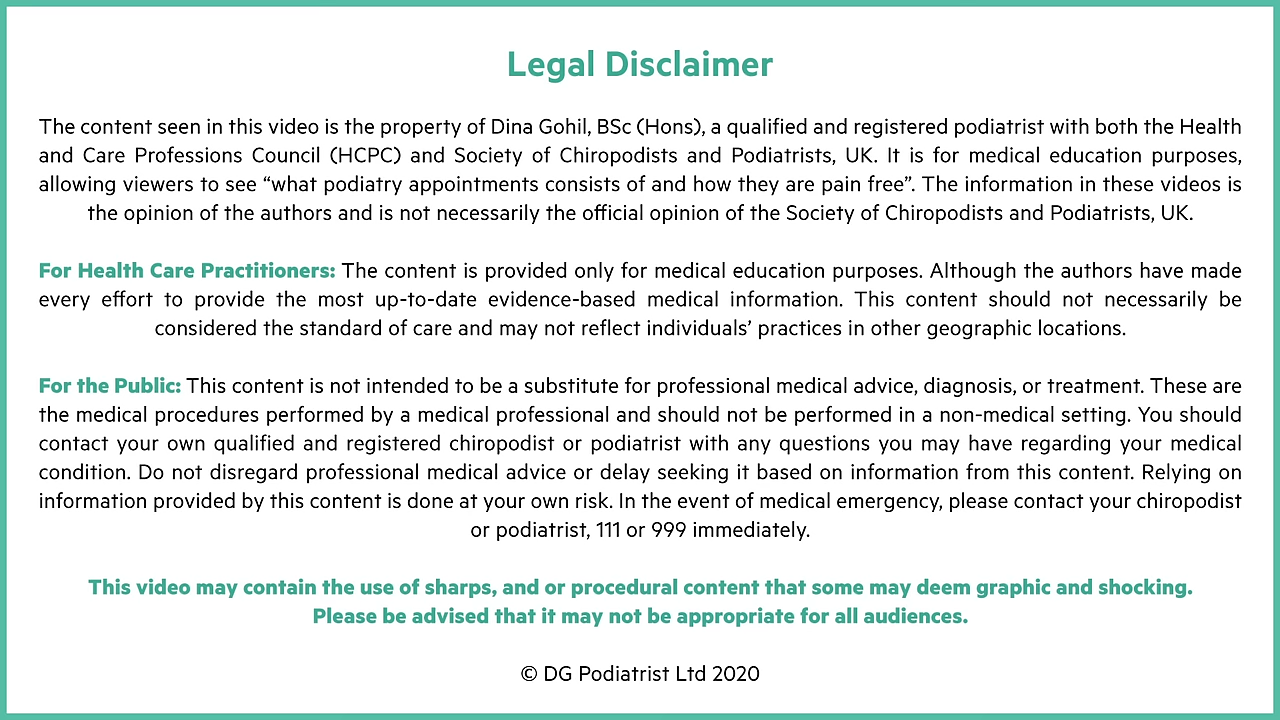 Legal Disclaimer
The content seen in this video is the property of Dina Gohil, BSc (Hons), a qualified and registered podiatrist with both the Health
and Care Professions Council (HCPC) and Society of Chiropodists and Podiatrists, UK. It is for medical education purposes,
allowing viewers to see “what podiatry appointments consists of and how they are pain free”. The information in these videos is
the opinion of the authors and is not necessarily the official opinion of the Society of Chiropodists and Podiatrists, UK.
For Health Care Practitioners: The content is provided only for medical education purposes. Although the authors have made
every effort to provide the most up-to-date evidence-based medical information. This content should not necessarily be
considered the standard of care and may not reflect individuals’ practices in other geographic locations.
For the Public: This content is not intended to be a substitute for professional medical advice, diagnosis, or treatment. These are
the medical procedures performed by a medical professional and should not be performed in a non-medical setting. You should
contact your own qualified and registered chiropodist or podiatrist with any questions you may have regarding your medical
condition. Do not disregard professional medical advice or delay seeking it based on information from this content. Relying on
information provided by this content is done at your own risk. In the event of medical emergency, please contact your chiropodist
or podiatrist, 111 or 999 immediately.
This video may contain the use of sharps, and or procedural content that some may deem graphic and shocking.
Please be advised that it may not be appropriate for all audiences.
© DG Podiatrist Ltd 2020